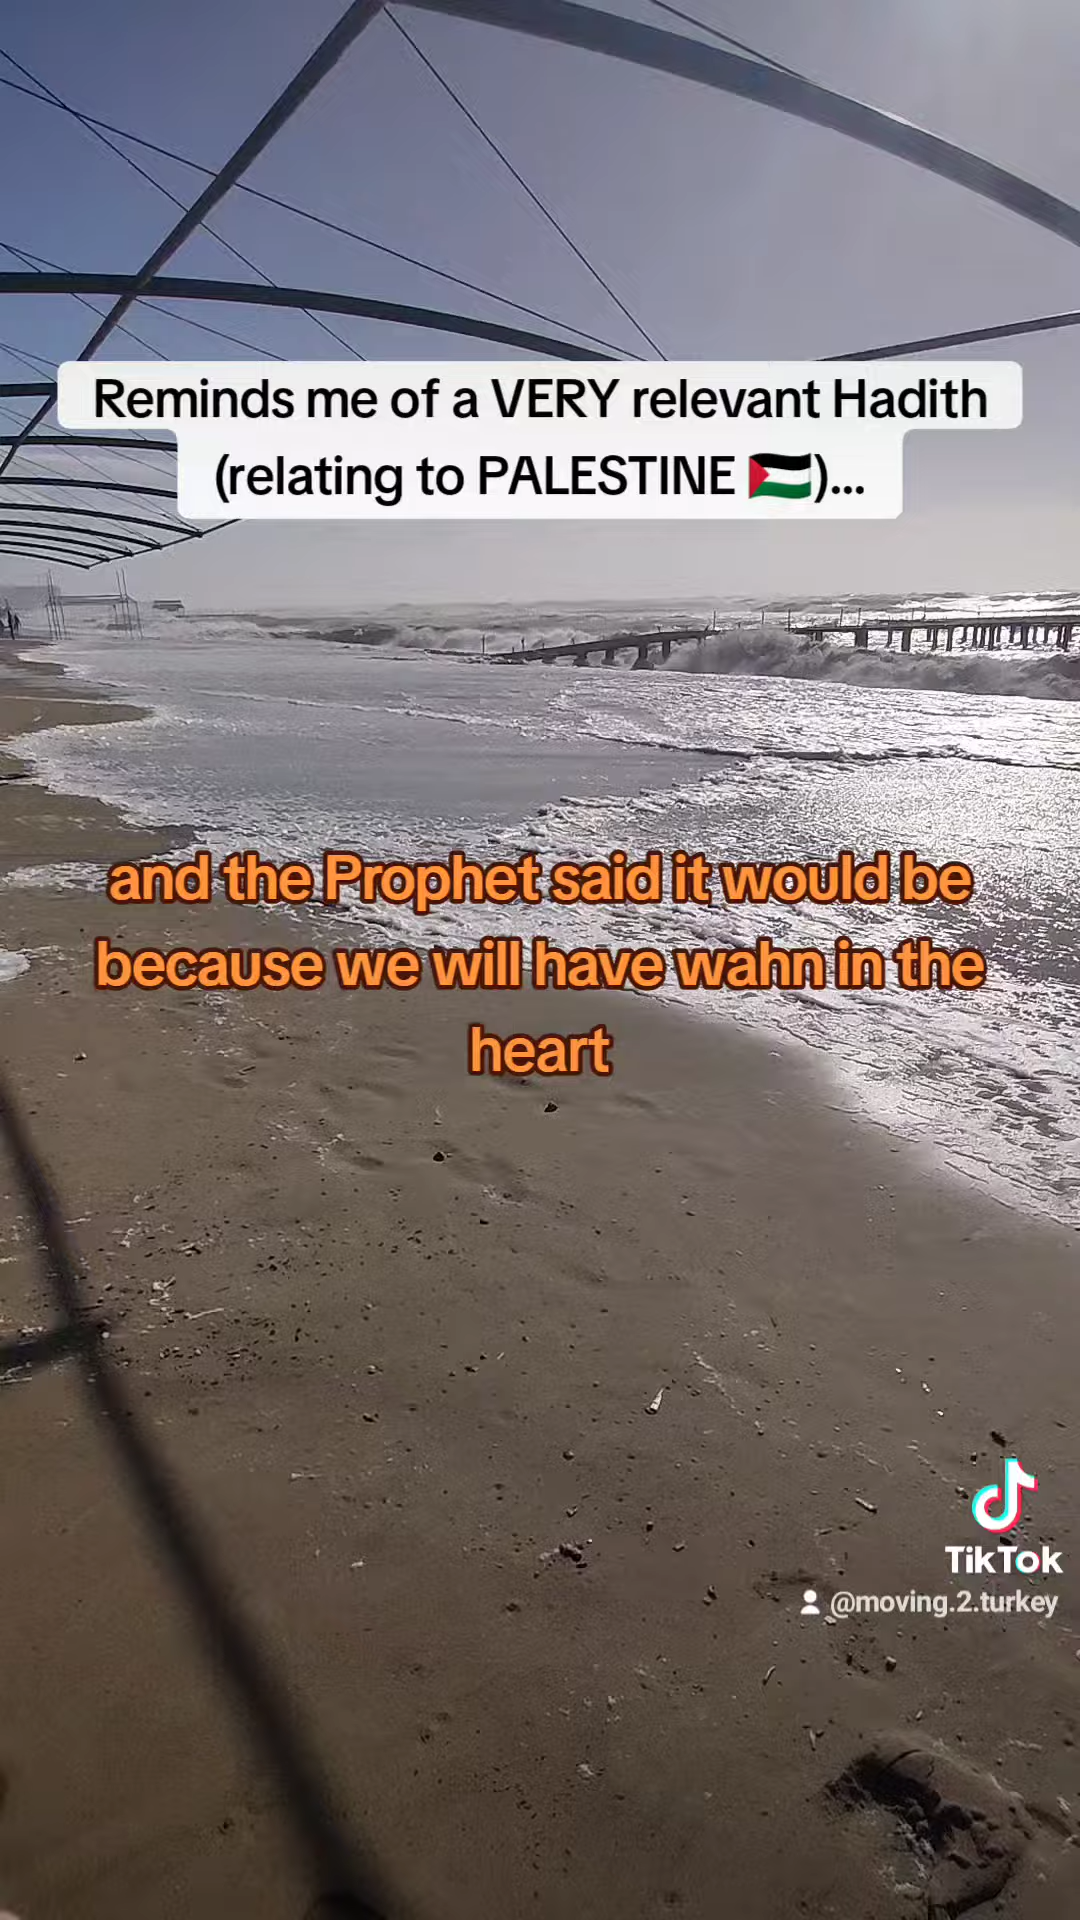 Reminds me of a VERY relevant Hadith
(relating to PALESTINE 🇵🇸)...
and the Prophet said it would be
because we will have wahn in the
heart
TikTok
@moving.2.turkey